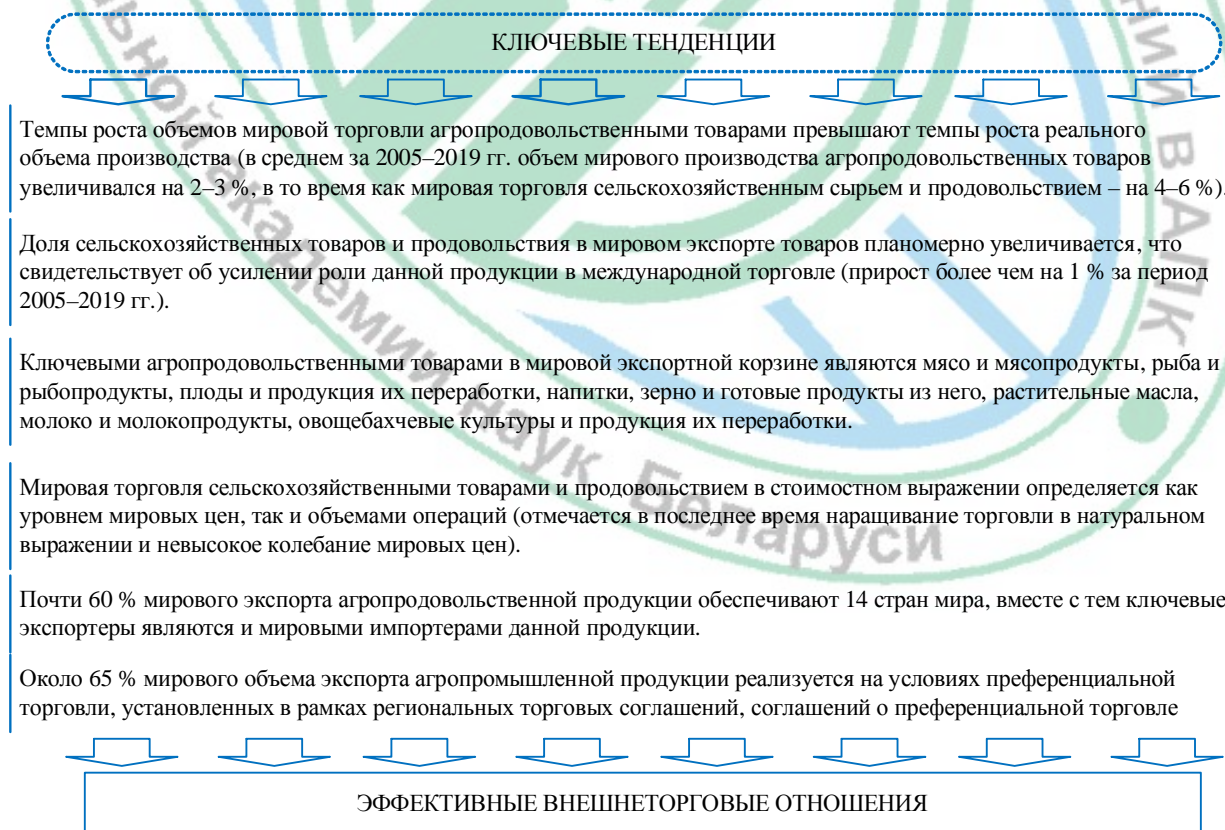 КЛЮЧЕВЫЕ ТЕНДЕНЦИИ
Темпы роста объемов мировой торговли агропродовольственными товарами превышают темпы роста реального
объема производства (в среднем за 2005–2019 гг. объем мирового производства агропродовольственных товаров
увеличивался на 2–3 %, в то время как мировая торговля сельскохозяйственным сырьем и продовольствием – на 4–6 %).
Доля сельскохозяйственных товаров и продовольствия в мировом экспорте товаров планомерно увеличивается, что
свидетельствует об усилении роли данной продукции в международной торговле (прирост более чем на 1 % за период
2005–2019 гг.).
Ключевыми агропродовольственными товарами в мировой экспортной корзине являются мясо и мясопродукты, рыба и
рыбопродукты, плоды и продукция их переработки, напитки, зерно и готовые продукты из него, растительные масла,
молоко и молокопродукты, овощебахчевые культуры и продукция их переработки.
Мировая торговля сельскохозяйственными товарами и продовольствием в стоимостном выражении определяется как
уровнем мировых цен, так и объемами операций (отмечается в последнее время наращивание торговли в натуральном
выражении и невысокое колебание мировых цен).
Почти 60 % мирового экспорта агропродовольственной продукции обеспечивают 14 стран мира, вместе с тем ключевые
экспортеры являются и мировыми импортерами данной продукции.
Около 65 % мирового объема экспорта агропромышленной продукции реализуется на условиях преференциальной
торговли, установленных в рамках региональных торговых соглашений, соглашений о преференциальной торговле
ЭФФЕКТИВНЫЕ ВНЕШНЕТОРГОВЫЕ ОТНОШЕНИЯ
академии наук Беларуси
В АПК